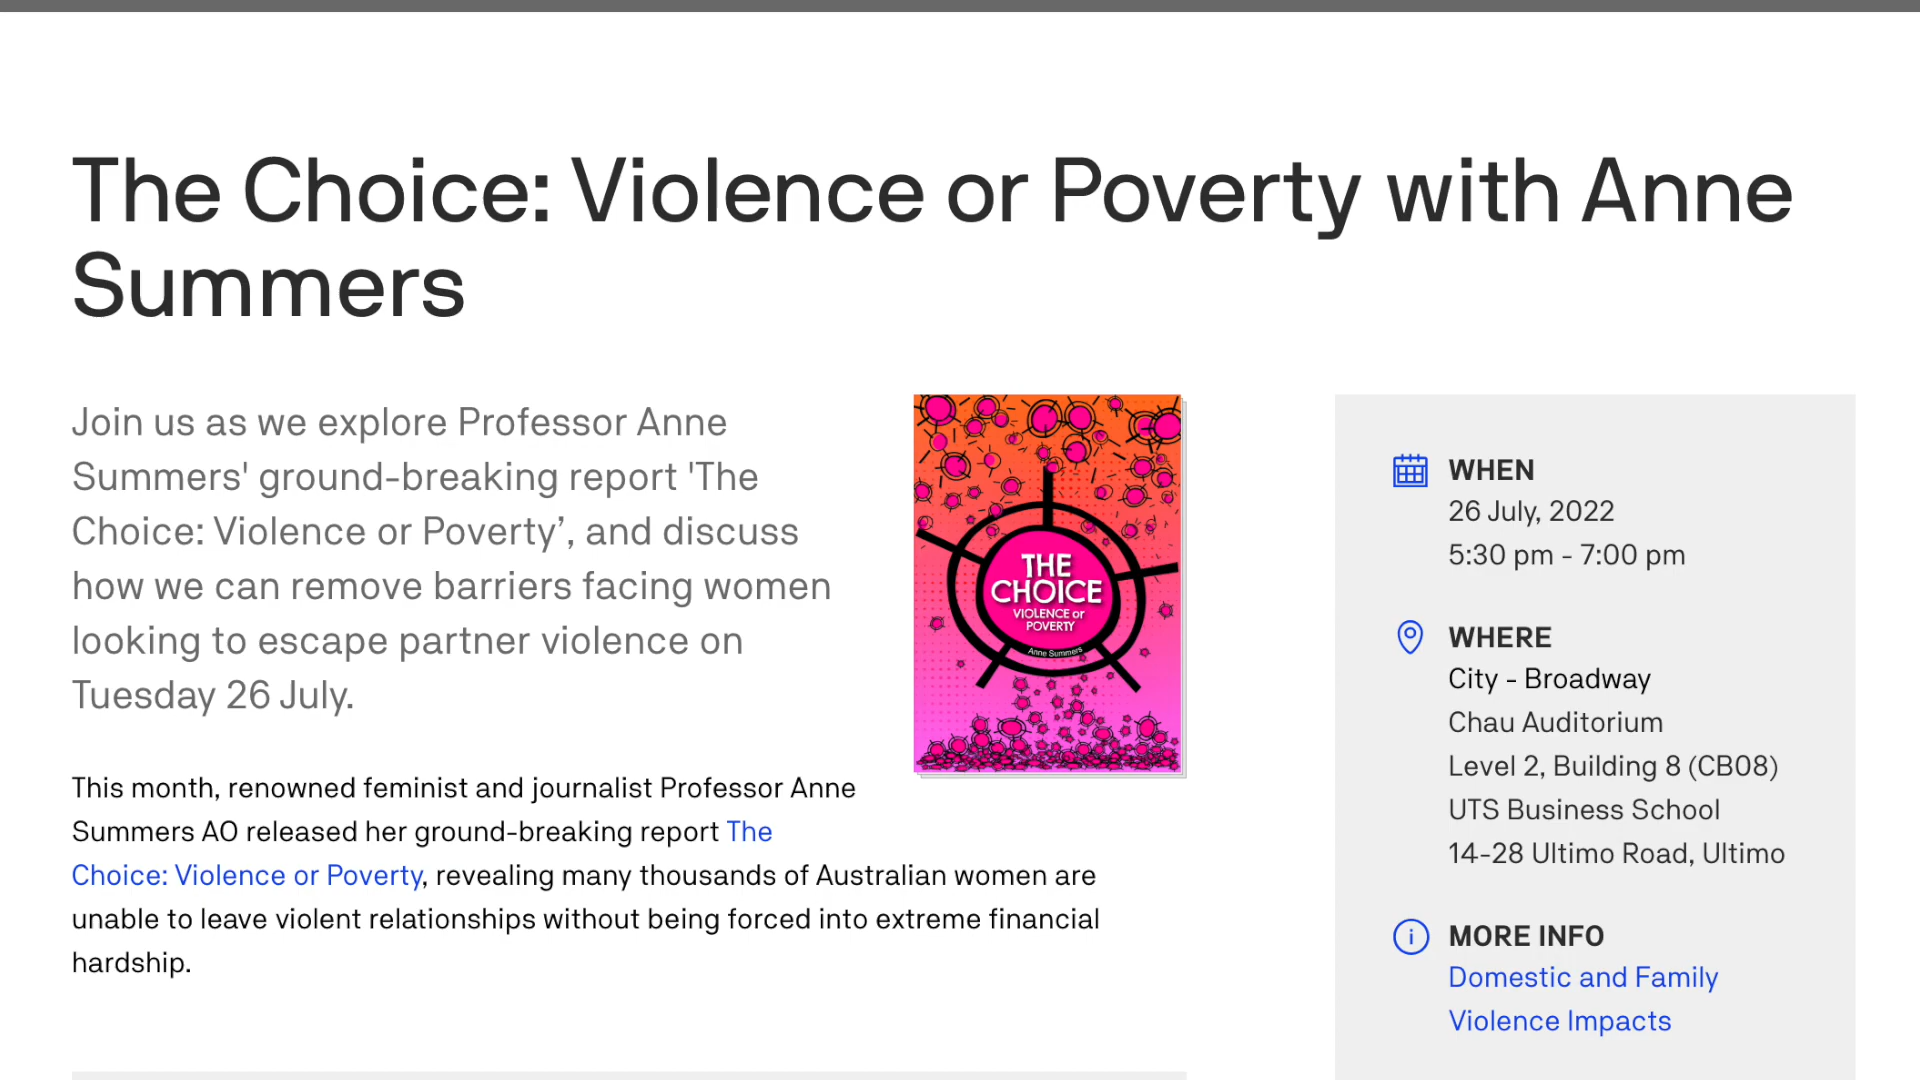 The Choice: Violence or Poverty with Anne
Summers
Join us as we explore Professor Anne
Summers' ground-breaking report 'The
Choice: Violence or Poverty’, and discuss
how we can remove barriers facing women
looking to escape partner violence on
Tuesday 26 July.
THE
CHOICE
VIOLENCE or
POVERTY
Anne Summers
This month, renowned feminist and journalist Professor Anne
Summers AO released her ground-breaking report The
Choice: Violence or Poverty, revealing many thousands of Australian women are
unable to leave violent relationships without being forced into extreme financial
hardship.
WHEN
26 July, 2022
5:30 pm - 7:00 pm
WHERE
City - Broadway
Chau Auditorium
Level 2, Building 8 (CB08)
UTS Business School
14-28 Ultimo Road, Ultimo
MORE INFO
Domestic and Family
Violence Impacts